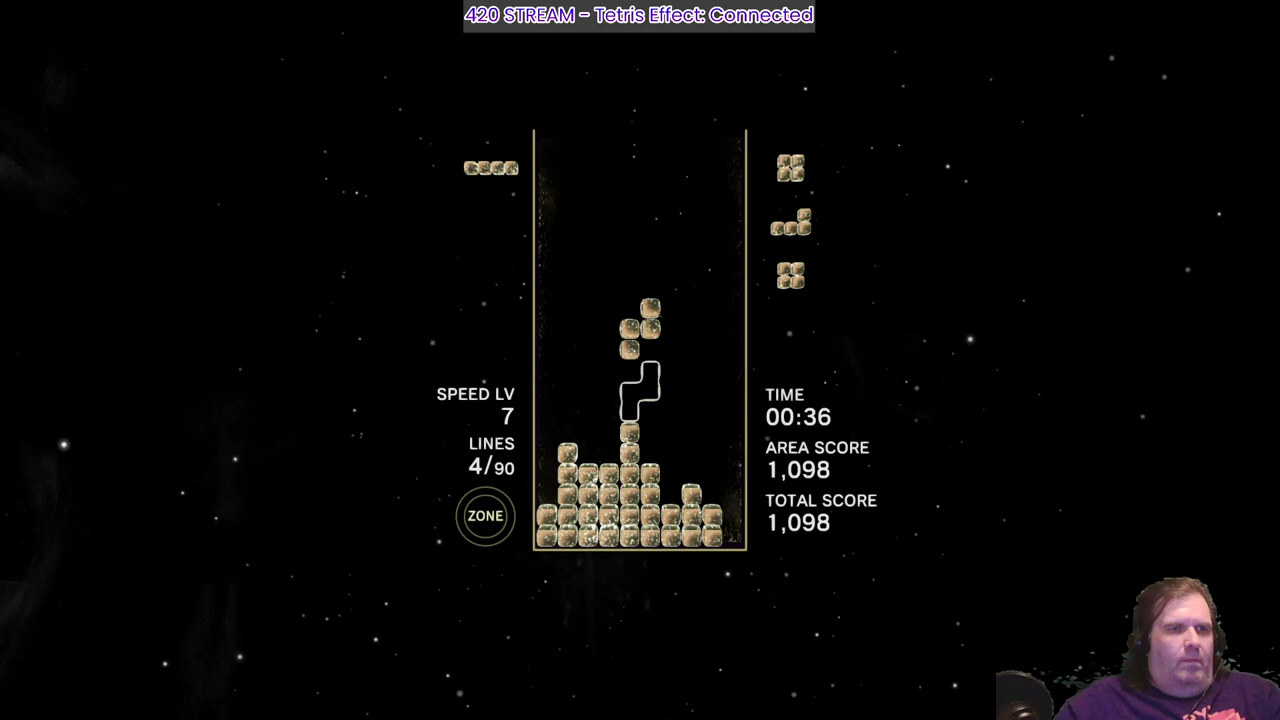 420 STREAM - Tetris Effect: Connected
SPEED LV
7
LINES
4/90
ZONE
TIME
00:36
AREA SCORE
1,098
TOTAL SCORE
1,098